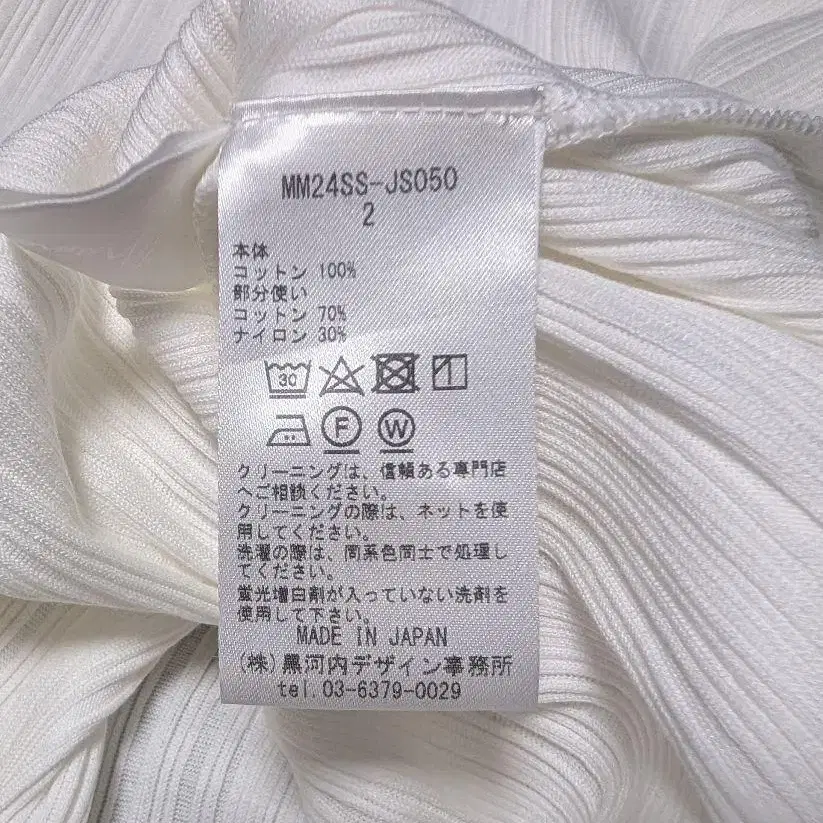 MM24SS-JS050
2
本体
コットン 100%
部分使い
コットン 70%
ナイロン 30%
30
F W
クリーニングは、信頼ある専門店
へご相談ください。
クリーニングの際は、ネットを使
用してください。
洗濯の際は、同系色同士で処理し
てください。
蛍光増白剤が入っていない洗剤を
使用して下さい。
MADE IN JAPAN
(株)黒河内デザイン事務所
tel.03-6379-0029